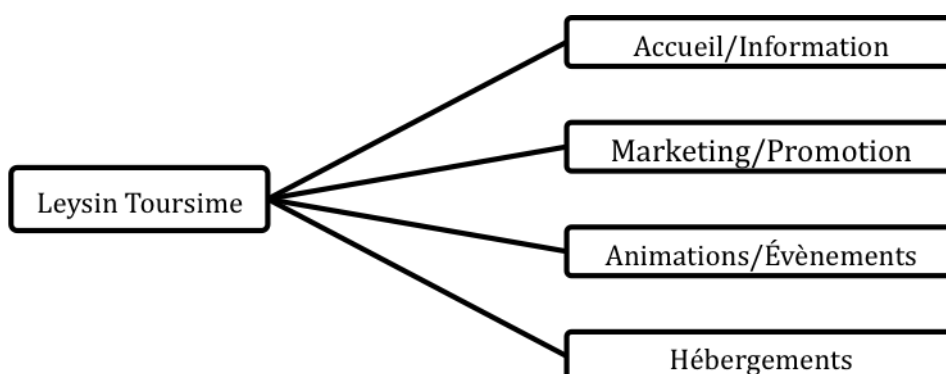 Accueil/Information
Marketing/Promotion
Leysin Toursime
Animations/Évènements
Hébergements